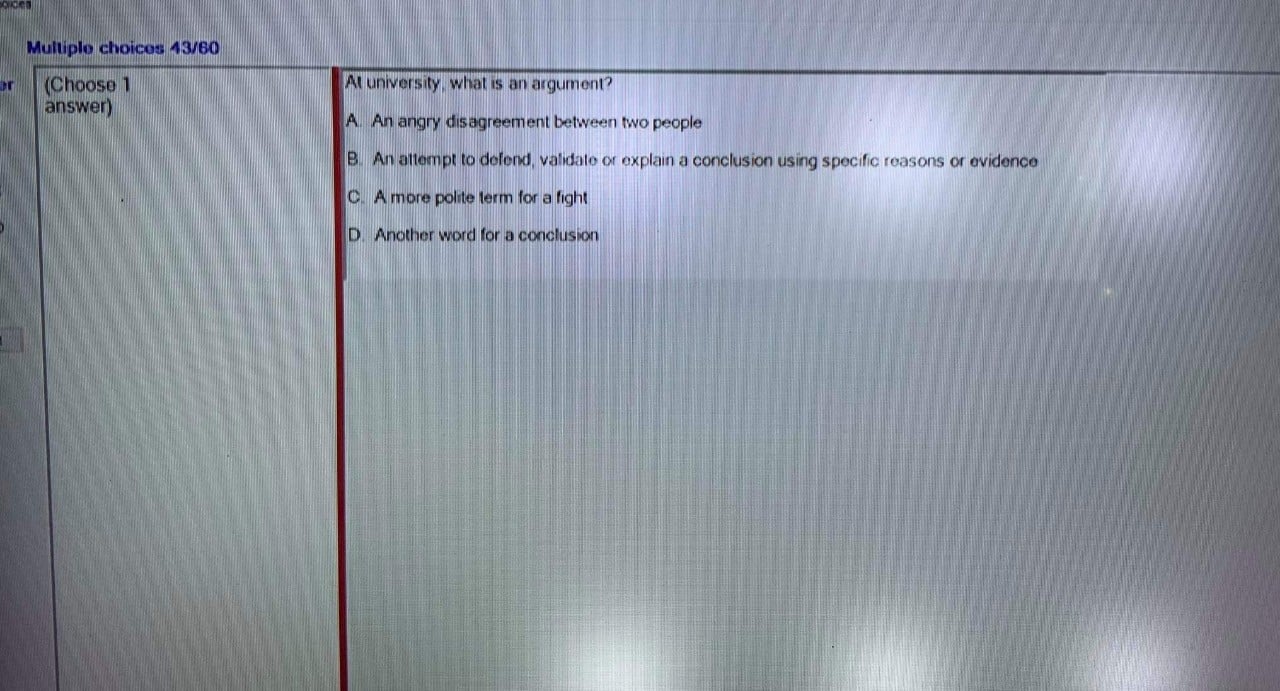 Multiple choices 43/60
(Choose 1
answer)
At university, what is an argument?
A. An angry disagreement between two people
B. An attempt to defend, validate or explain a conclusion using specific reasons or evidence
C. A more polite term for a fight
D. Another word for a conclusion